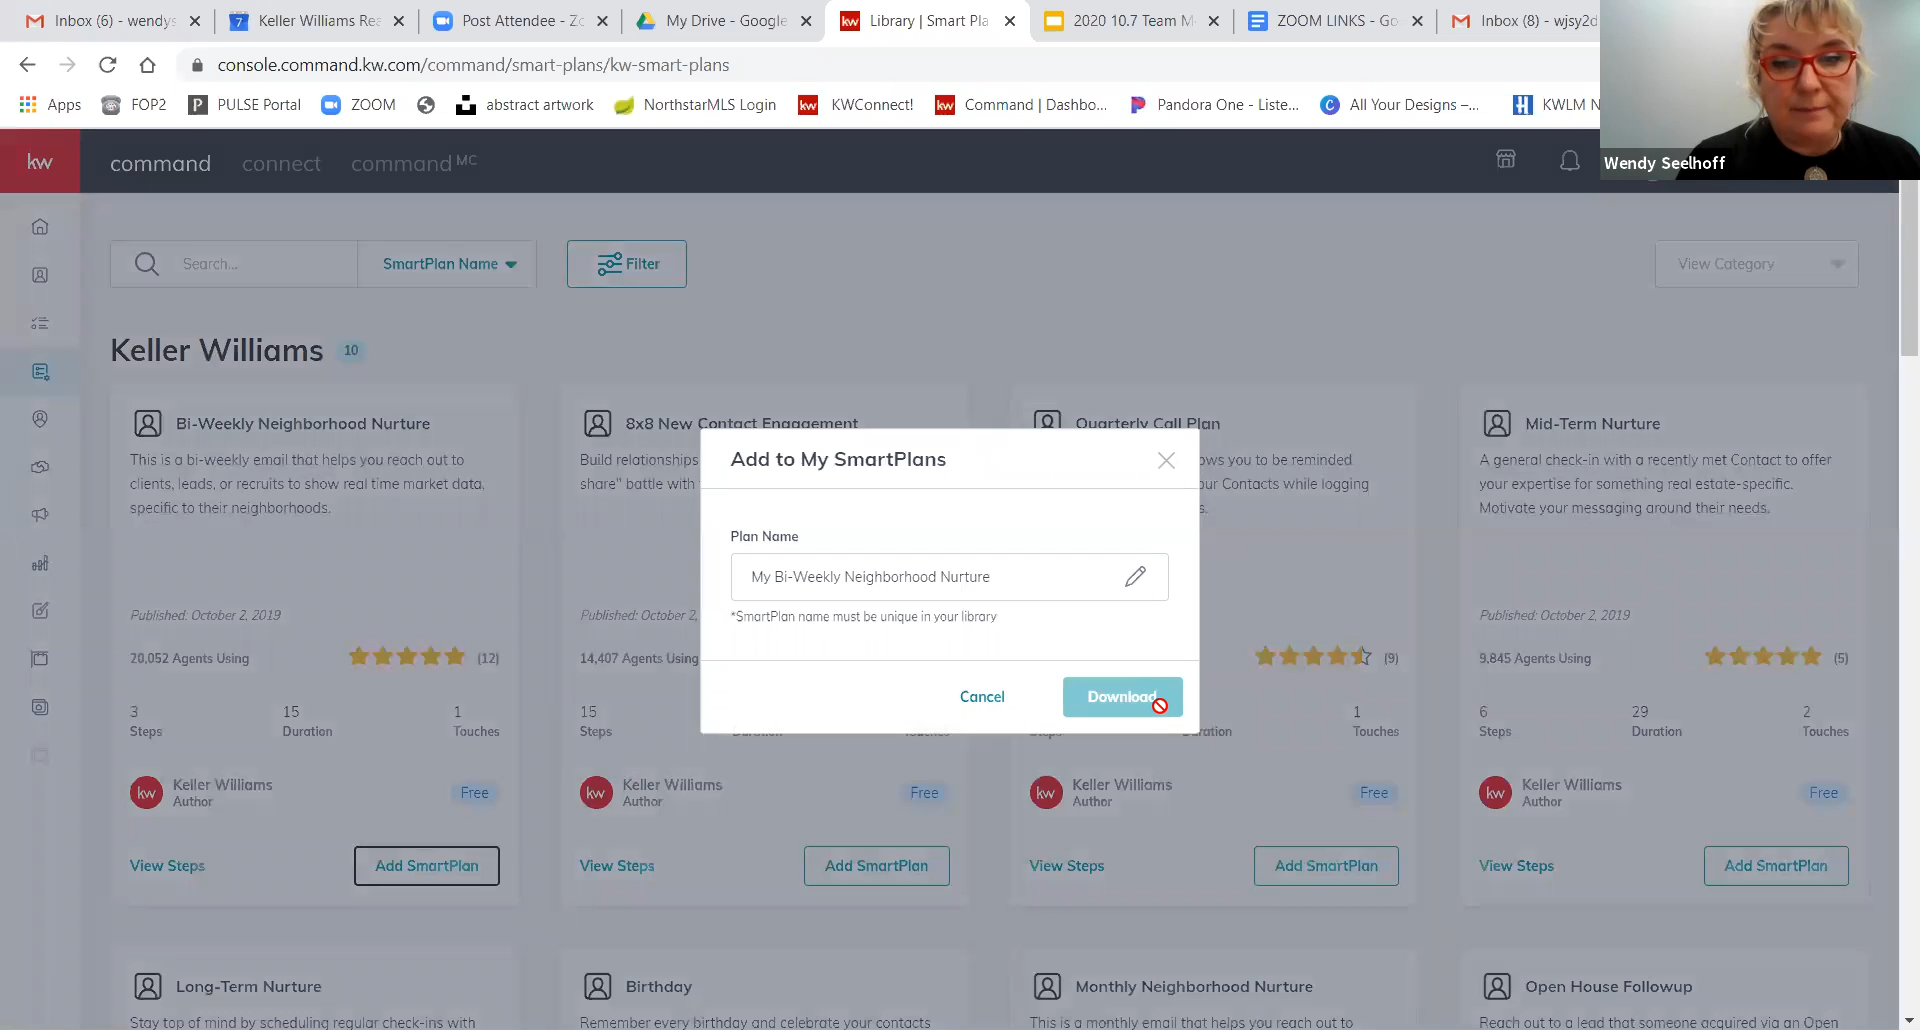 Inbox (6) - wendys
Keller Williams Rea
Post Attendee - Zo
My Drive - Google
Library | Smart Pla
2020 10.7 Team M
ZOOM LINKS - Go
Inbox (8) - wjsy2d
console.command.kw.com/command/smart-plans/kw-smart-plans
Apps
FOP2
PULSE Portal
ZOOM
abstract artwork
NorthstarMLS Login
KWConnect!
Command | Dashbo...
Pandora One - Liste...
All Your Designs –...
KWLM N
Wendy Seelhoff
kw
command
connect
command MC
Search...
SmartPlan Name
Filter
View Category
Keller Williams 10
Bi-Weekly Neighborhood Nurture
This is a bi-weekly email that helps you reach out to
clients, leads, or recruits to show real time market data,
specific to their neighborhoods.
Published: October 2, 2019
20,052 Agents Using
(12)
3
Steps
15
Duration
1
Touches
kw
Keller Williams
Author
Free
View Steps
Add SmartPlan
8x8 New Contact Engagement
Build relationships
share" battle with
Published: October 2,
14,407 Agents Using
15
Steps
Duration
Touches
kw
Keller Williams
Author
Free
View Steps
Add SmartPlan
Quarterly Call Plan
ows you to be reminded
ur Contacts while logging
s.
(9)
Steps
uration
1
Touches
kw
Keller Williams
Author
Free
View Steps
Add SmartPlan
Mid-Term Nurture
A general check-in with a recently met Contact to offer
your expertise for something real estate-specific.
Motivate your messaging around their needs.
Published: October 2, 2019
9,845 Agents Using
(5)
6
Steps
29
Duration
2
Touches
kw
Keller Williams
Author
Free
View Steps
Add SmartPlan
Add to My SmartPlans
Plan Name
My Bi-Weekly Neighborhood Nurture
*SmartPlan name must be unique in your library
Cancel
Download
Long-Term Nurture
Stay top of mind by scheduling regular check-ins with
Birthday
Remember every birthday and celebrate your contacts
Monthly Neighborhood Nurture
This is a monthly email that helps you reach out to
Open House Followup
Reach out to a lead that someone acquired via an Open